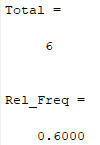 Total =
6
Rel_Freq =
0.6000